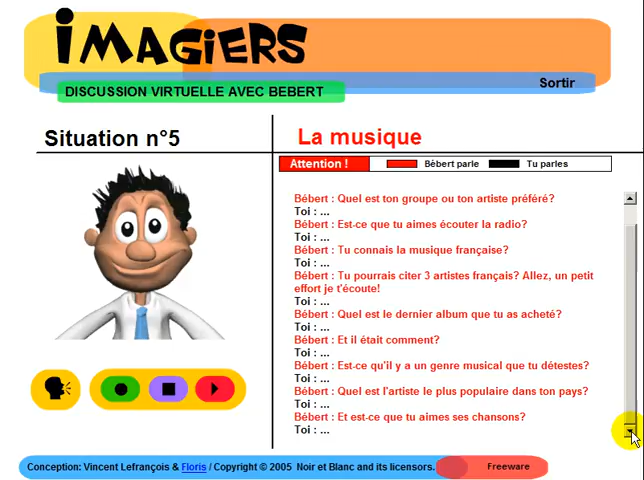 iMAGiERS
Sortir
DISCUSSION VIRTUELLE AVEC BEBERT
Situation n°5
La musique
Attention !
Bèbert parle
Tu parles
Bébert : Quel est ton groupe ou ton artiste préféré?
Toi : ...
Bébert : Est-ce que tu aimes écouter la radio?
Toi : ...
Bébert : Tu connais la musique française?
Toi : ...
Bébert : Tu pourrais citer 3 artistes français? Allez, un petit
effort je t'écoute!
Toi : ...
Bébert : Quel est le dernier album que tu as acheté?
Toi : ...
Bébert : Et il était comment?
Toi : ...
Bébert : Est-ce qu'il y a un genre musical que tu détestes?
Toi : ...
Bébert : Quel est l'artiste le plus populaire dans ton pays?
Toi : ...
Bébert : Et est-ce que tu aimes ses chansons?
Toi : ...
Conception: Vincent Lefrançois & Floris / Copyright © 2005 Noir et Blanc and its licensors.
Freeware